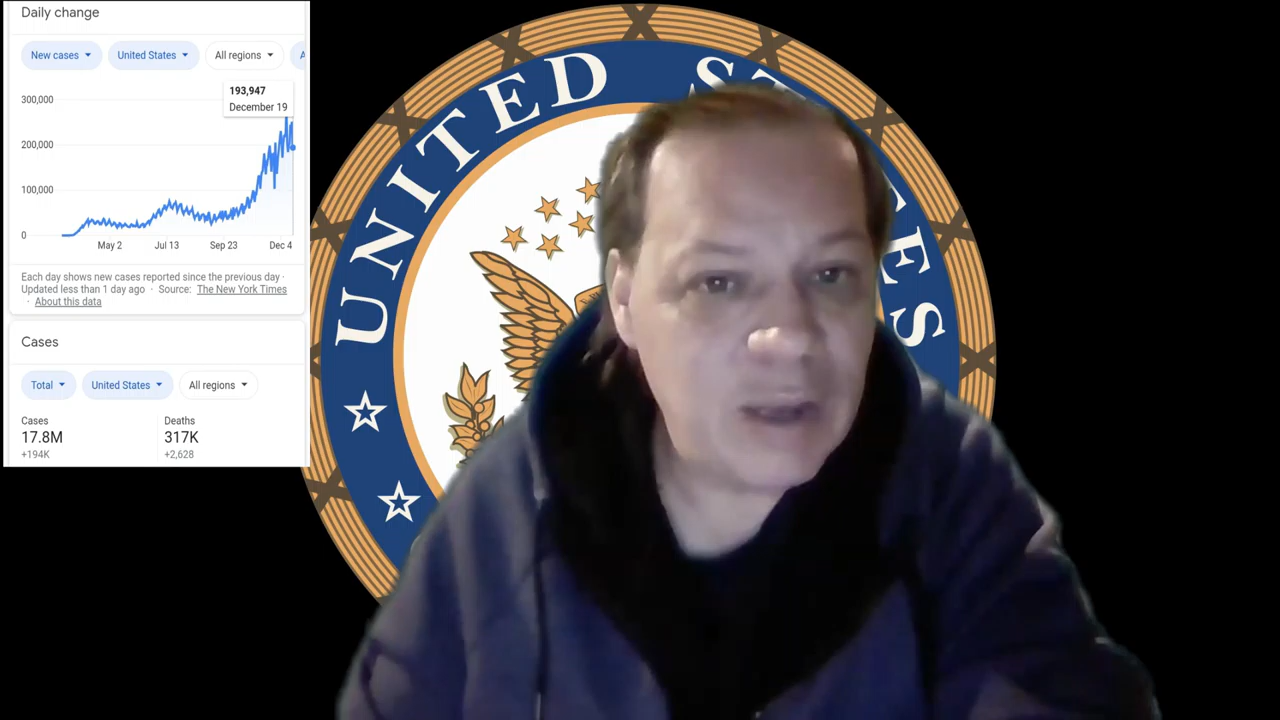 Daily change
New cases
United States
All regions
A
193,947
December 19
300,000
200,000
100,000
0
May 2
Jul 13
Sep 23
Dec 4
Each day shows new cases reported since the previous day ·
Updated less than 1 day ago · Source: The New York Times
· About this data
Cases
Total
United States
All regions
Cases
Deaths
17.8M
317K
+194K
+2,628
UNITED ST
ES